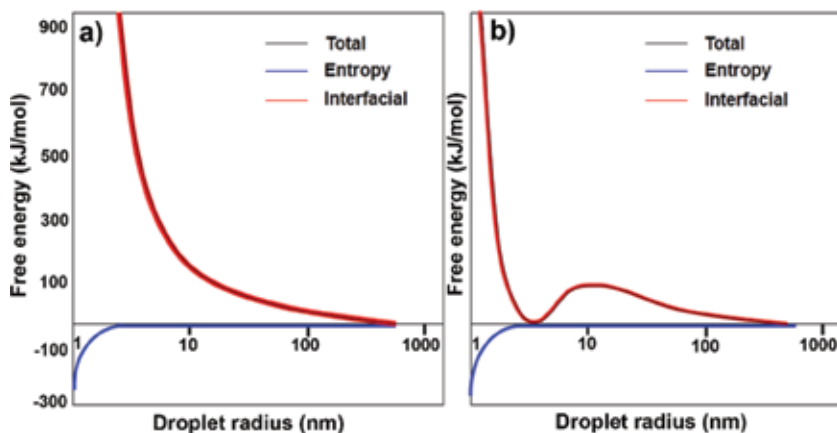 a)
Total
Entropy
Interfacial
900
700
500
300
100
-100
-300
Free energy (kJ/mol)
1
10
100
1000
Droplet radius (nm)
b)
Total
Entropy
Interfacial
Free energy (kJ/mol)
1
10
100
1000
Droplet radius (nm)